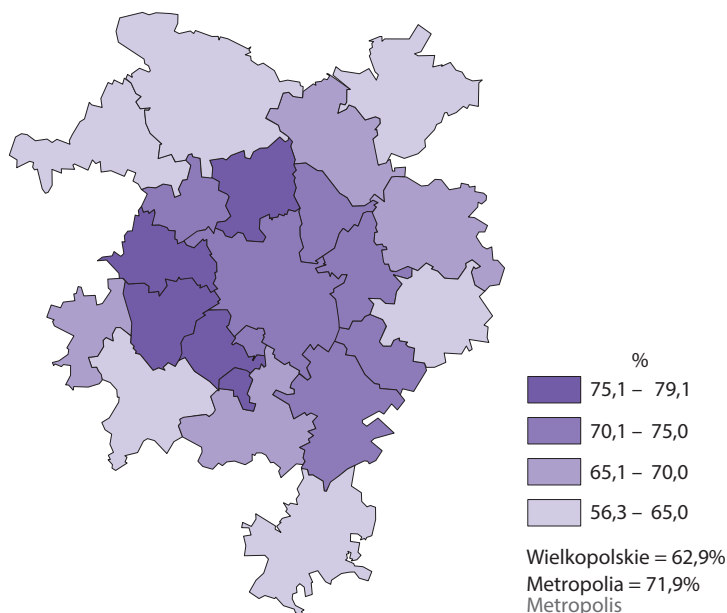 %
75,1 – 79,1
70,1 – 75,0
65,1 – 70,0
56,3 – 65,0
Wielkopolskie = 62,9%
Metropolia = 71,9%
Metropolis